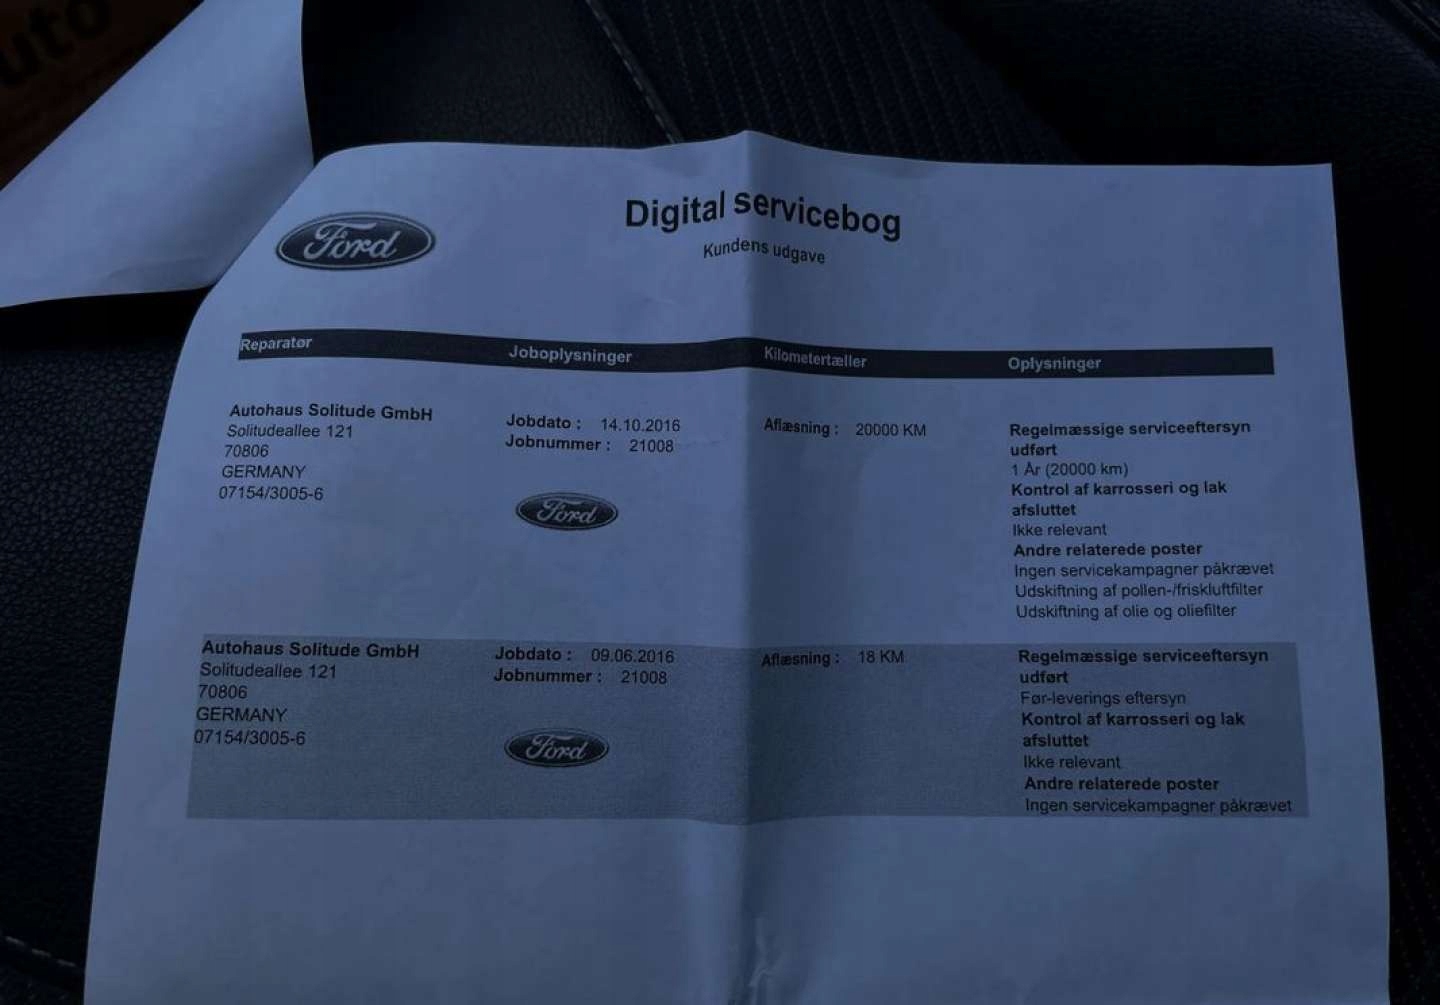 uto
Ford
Digital servicebog
Kundens udgave
Reparatør Joboplysninger Kilometertæller Oplysninger
Autohaus Solitude GmbH
Solitudeallee 121
70806
GERMANY
07154/3005-6
Jobdato : 14.10.2016
Jobnummer : 21008
Ford
Aflæsning : 20000 KM
Regelmæssige serviceeftersyn
udført
1 År (20000 km)
Kontrol af karrosseri og lak
afsluttet
Ikke relevant
Andre relaterede poster
Ingen servicekampagner påkrævet
Udskiftning af pollen-/friskluftfilter
Udskiftning af olie og oliefilter
Autohaus Solitude GmbH
Solitudeallee 121
70806
GERMANY
07154/3005-6
Jobdato : 09.06.2016
Jobnummer : 21008
Ford
Aflæsning : 18 KM
Regelmæssige serviceeftersyn
udført
Før-leverings eftersyn
Kontrol af karrosseri og lak
afsluttet
Ikke relevant
Andre relaterede poster
Ingen servicekampagner påkrævet